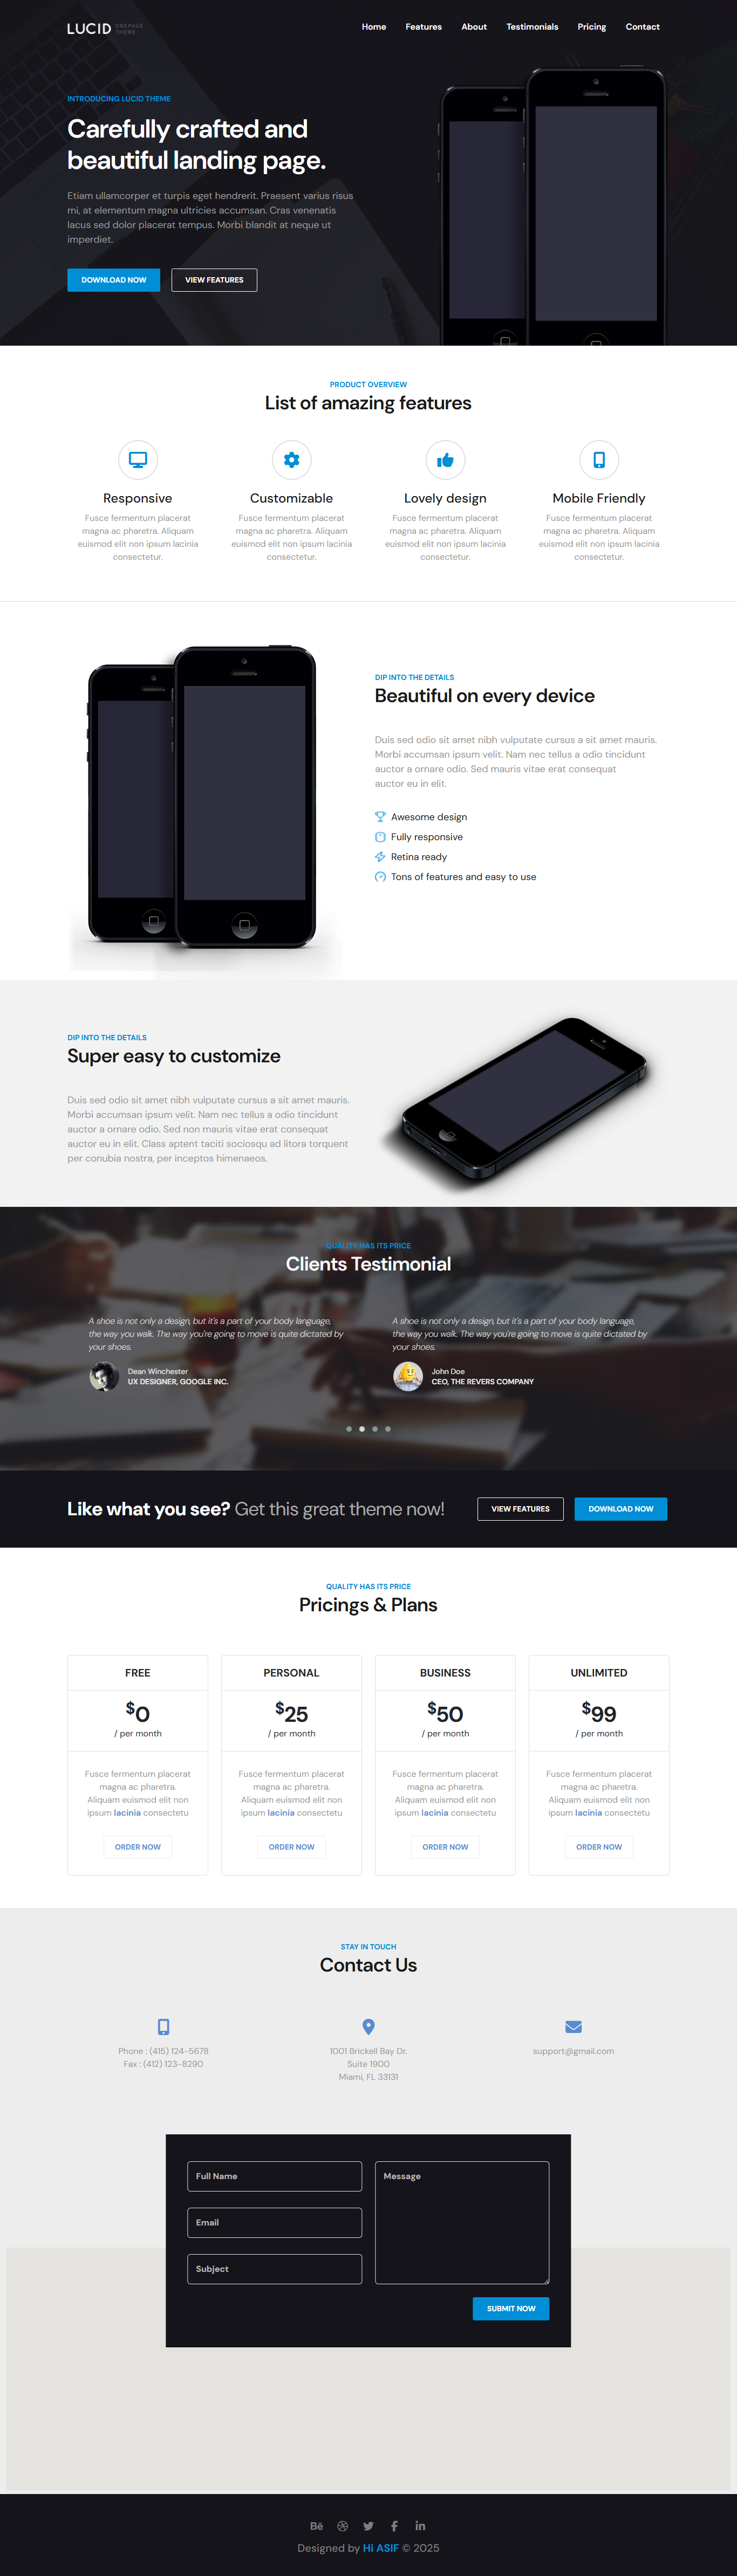 LUCID ONEPAGE
THEME
Home Features About Testimonials Pricing Contact
INTRODUCING LUCID THEME
Carefully crafted and
beautiful landing page.
Etiam ullamcorper et turpis eget hendrerit. Praesent varius risus
mi, at elementum magna ultricies accumsan. Cras venenatis
lacus sed dolor placerat tempus. Morbi blandit at neque ut
imperdiet.
DOWNLOAD NOW VIEW FEATURES
PRODUCT OVERVIEW
List of amazing features
Responsive
Fusce fermentum placerat
magna ac pharetra. Aliquam
euismod elit non ipsum lacinia
consectetur.
Customizable
Fusce fermentum placerat
magna ac pharetra. Aliquam
euismod elit non ipsum lacinia
consectetur.
Lovely design
Fusce fermentum placerat
magna ac pharetra. Aliquam
euismod elit non ipsum lacinia
consectetur.
Mobile Friendly
Fusce fermentum placerat
magna ac pharetra. Aliquam
euismod elit non ipsum lacinia
consectetur.
DIP INTO THE DETAILS
Beautiful on every device
Duis sed odio sit amet nibh vulputate cursus a sit amet mauris.
Morbi accumsan ipsum velit. Nam nec tellus a odio tincidunt
auctor a ornare odio. Sed mauris vitae erat consequat
auctor eu in elit.
Awesome design
Fully responsive
Retina ready
Tons of features and easy to use
DIP INTO THE DETAILS
Super easy to customize
Duis sed odio sit amet nibh vulputate cursus a sit amet mauris.
Morbi accumsan ipsum velit. Nam nec tellus a odio tincidunt
auctor a ornare odio. Sed non mauris vitae erat consequat
auctor eu in elit. Class aptent taciti sociosqu ad litora torquent
per conubia nostra, per inceptos himenaeos.
QUALITY HAS ITS PRICE
Clients Testimonial
A shoe is not only a design, but it's a part of your body language,
the way you walk. The way you're going to move is quite dictated by
your shoes.
Dean Winchester
UX DESIGNER, GOOGLE INC.
A shoe is not only a design, but it's a part of your body language,
the way you walk. The way you're going to move is quite dictated by
your shoes.
John Doe
CEO, THE REVERS COMPANY
Like what you see? Get this great theme now! VIEW FEATURES DOWNLOAD NOW
QUALITY HAS ITS PRICE
Pricings & Plans
FREE
$0
/ per month
Fusce fermentum placerat
magna ac pharetra.
Aliquam euismod elit non
ipsum lacinia consectetu
ORDER NOW
PERSONAL
$25
/ per month
Fusce fermentum placerat
magna ac pharetra.
Aliquam euismod elit non
ipsum lacinia consectetu
ORDER NOW
BUSINESS
$50
/ per month
Fusce fermentum placerat
magna ac pharetra.
Aliquam euismod elit non
ipsum lacinia consectetu
ORDER NOW
UNLIMITED
$99
/ per month
Fusce fermentum placerat
magna ac pharetra.
Aliquam euismod elit non
ipsum lacinia consectetu
ORDER NOW
STAY IN TOUCH
Contact Us
Phone : (415) 124-5678
Fax : (412) 123-8290
1001 Brickell Bay Dr.
Suite 1900
Miami, FL 33131
support@gmail.com
Full Name
Email
Subject
Message
SUBMIT NOW
Designed by Hi ASIF © 2025